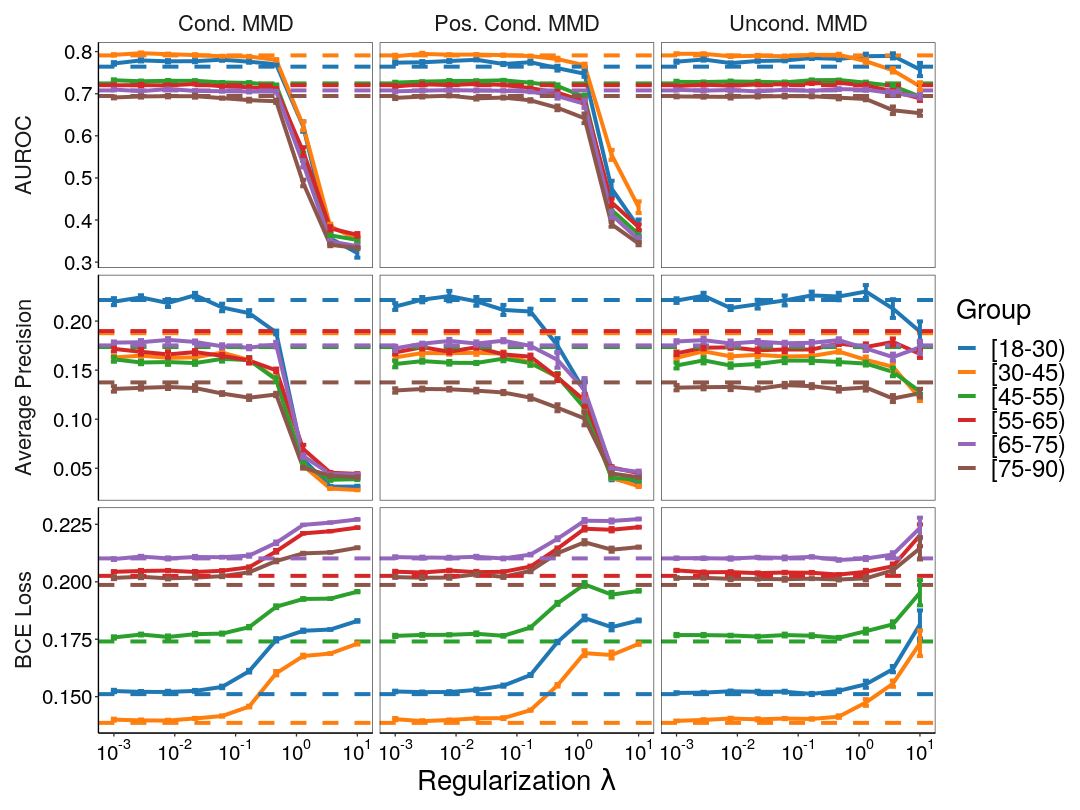 Cond. MMD Pos. Cond. MMD Uncond. MMD
AUROC
0.8
0.7
0.6
0.5
0.4
0.3
Average Precision
0.20
0.15
0.10
0.05
BCE Loss
0.225
0.200
0.175
0.150
10⁻³ 10⁻² 10⁻¹ 10⁰ 10¹ 10⁻³ 10⁻² 10⁻¹ 10⁰ 10¹ 10⁻³ 10⁻² 10⁻¹ 10⁰ 10¹
Regularization λ
Group
[18-30)
[30-45)
[45-55)
[55-65)
[65-75)
[75-90)